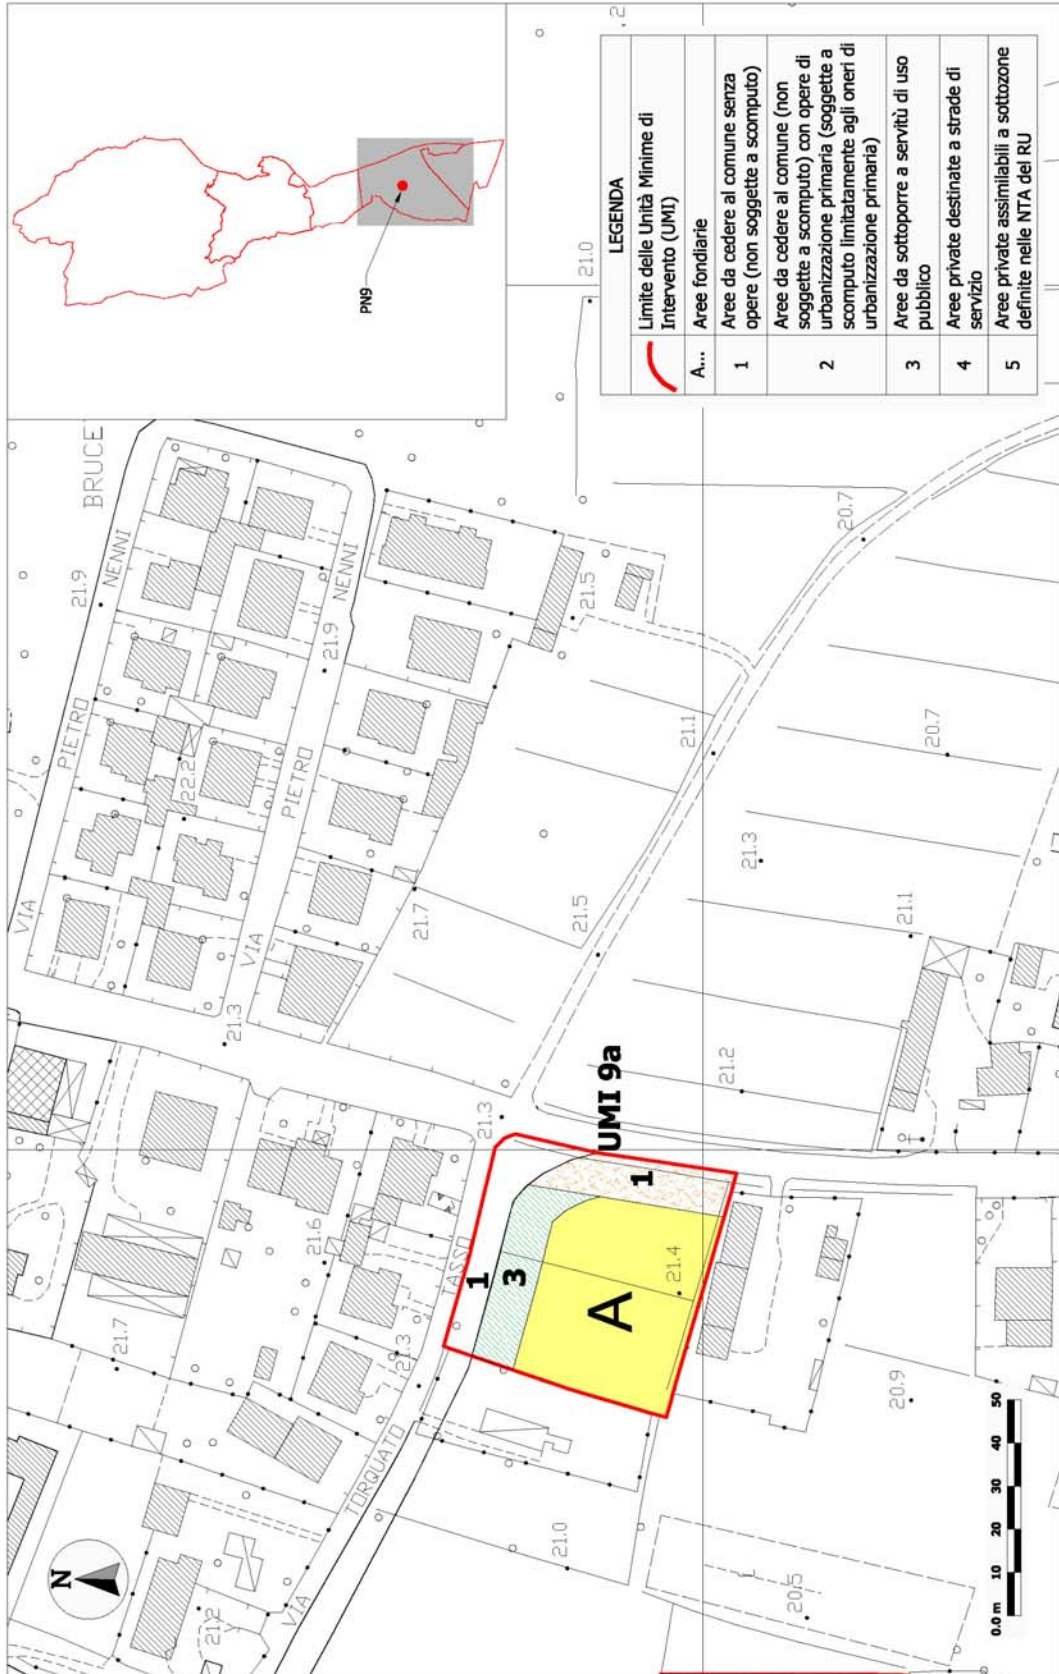 PN9
LEGENDA
Limite delle Unità Minime di
Intervento (UMI)
A... Aree fondiarie
1 Aree da cedere al comune senza
opere (non soggette a scomputo)
2 Aree da cedere al comune (non
soggette a scomputo) con opere di
urbanizzazione primaria (soggette a
scomputo limitatamente agli oneri di
urbanizzazione primaria)
3 Aree da sottoporre a servitù di uso
pubblico
4 Aree private destinate a strade di
servizio
5 Aree private assimilabili a sottozone
definite nelle NTA del RU
N
BRUCE
VIA PIETRO NENNI
21.9
VIA PIETRO NENNI
21.9
22.2
21.3
21.7
21.5
21.0
21.5
21.1
20.7
20.7
21.3
21.1
21.2
21.3
21.7
21.6
21.3
VIA TORQUATO TASSO
21.2
21.0
20.5
20.9
UMI 9a
1
3
1
A
21.4
0.0 m 10 20 30 40 50